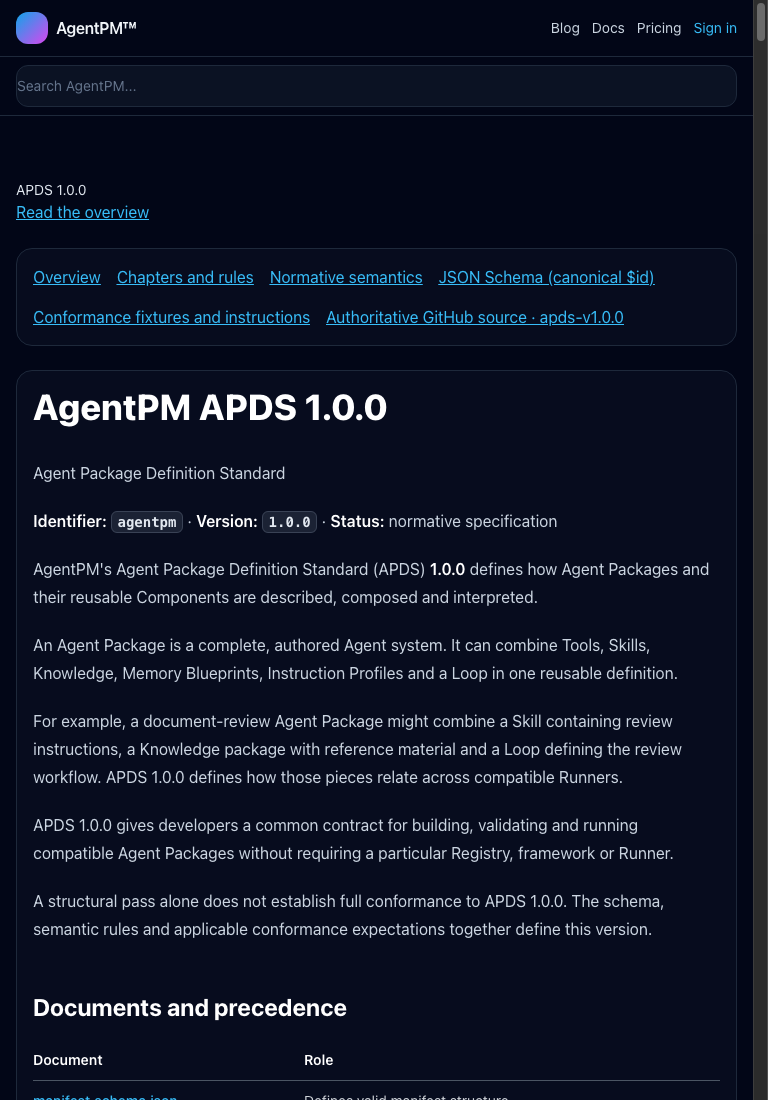 AgentPM™
Blog Docs Pricing Sign in
Search AgentPM...
APDS 1.0.0
Read the overview
Overview Chapters and rules Normative semantics JSON Schema (canonical $id)
Conformance fixtures and instructions Authoritative GitHub source · apds-v1.0.0
AgentPM APDS 1.0.0
Agent Package Definition Standard
Identifier: agentpm · Version: 1.0.0 · Status: normative specification
AgentPM's Agent Package Definition Standard (APDS) 1.0.0 defines how Agent Packages and
their reusable Components are described, composed and interpreted.
An Agent Package is a complete, authored Agent system. It can combine Tools, Skills,
Knowledge, Memory Blueprints, Instruction Profiles and a Loop in one reusable definition.
For example, a document-review Agent Package might combine a Skill containing review
instructions, a Knowledge package with reference material and a Loop defining the review
workflow. APDS 1.0.0 defines how those pieces relate across compatible Runners.
APDS 1.0.0 gives developers a common contract for building, validating and running
compatible Agent Packages without requiring a particular Registry, framework or Runner.
A structural pass alone does not establish full conformance to APDS 1.0.0. The schema,
semantic rules and applicable conformance expectations together define this version.
Documents and precedence
Document Role
manifest.schema.json Defines valid manifest structure